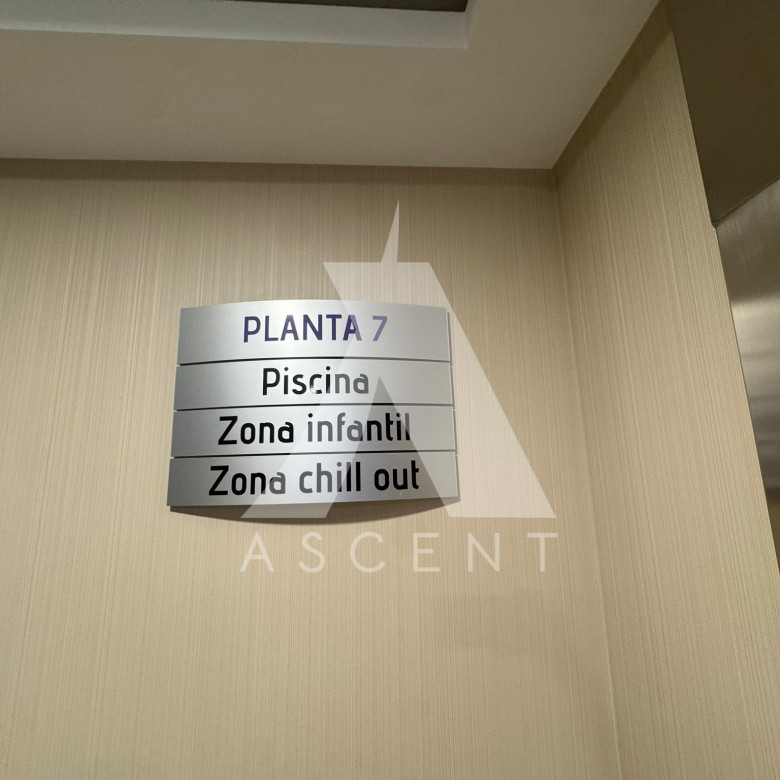 PLANTA 7
Piscina
Zona infantil
Zona chill out
ASCENT